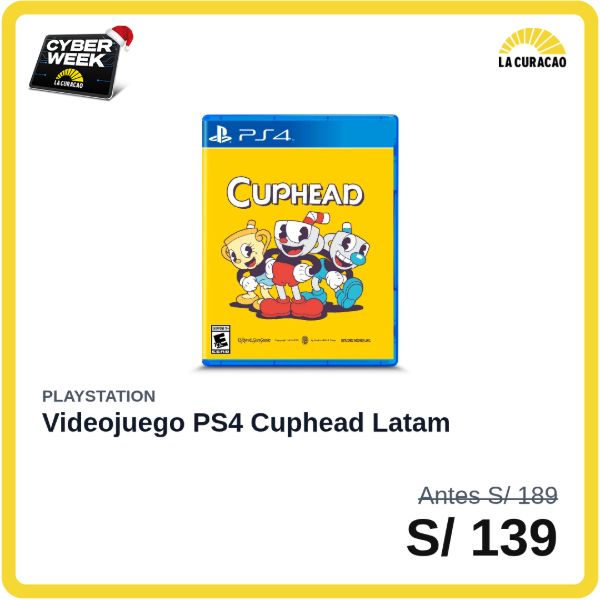 CYBER
WEEK
LA CURACAO
LA CURACAO
PS4
CUPHEAD
E
PLAYSTATION
Videojuego PS4 Cuphead Latam
Antes S/ 189
S/ 139